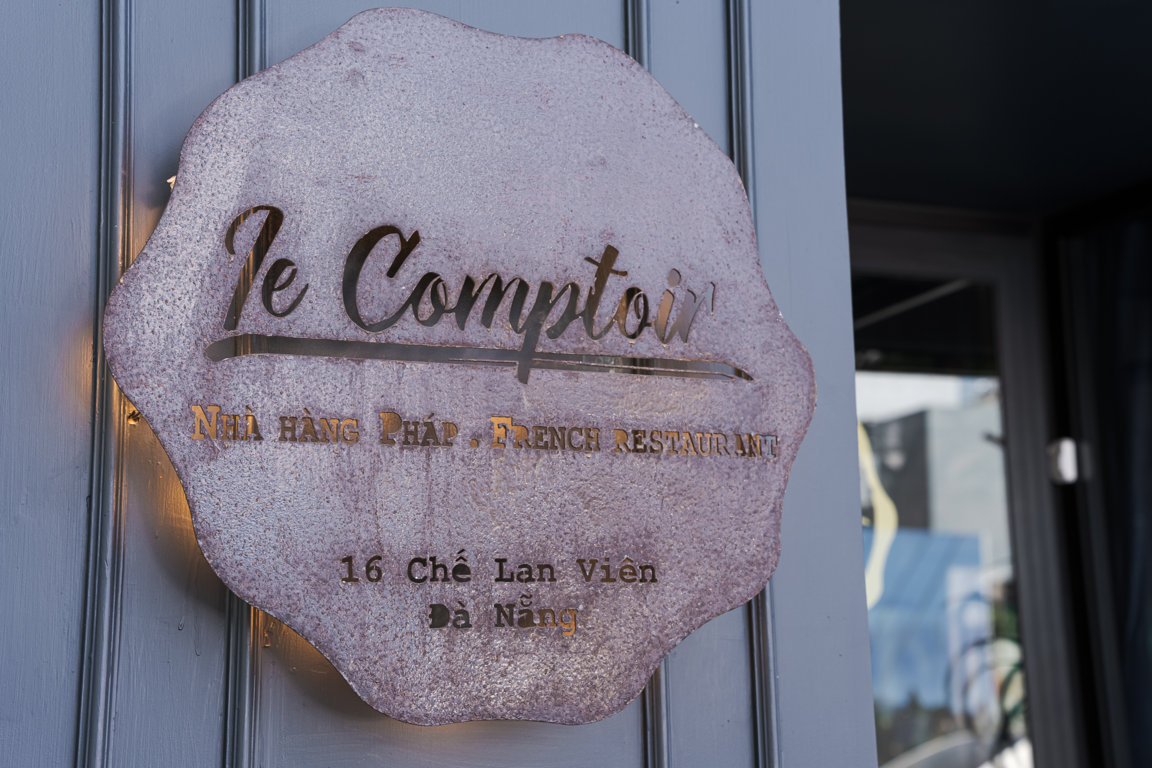 Le Comptoir
NHÀ HÀNG PHÁP . FRENCH RESTAURANT
16 Chế Lan Viên
Đà Nẵng